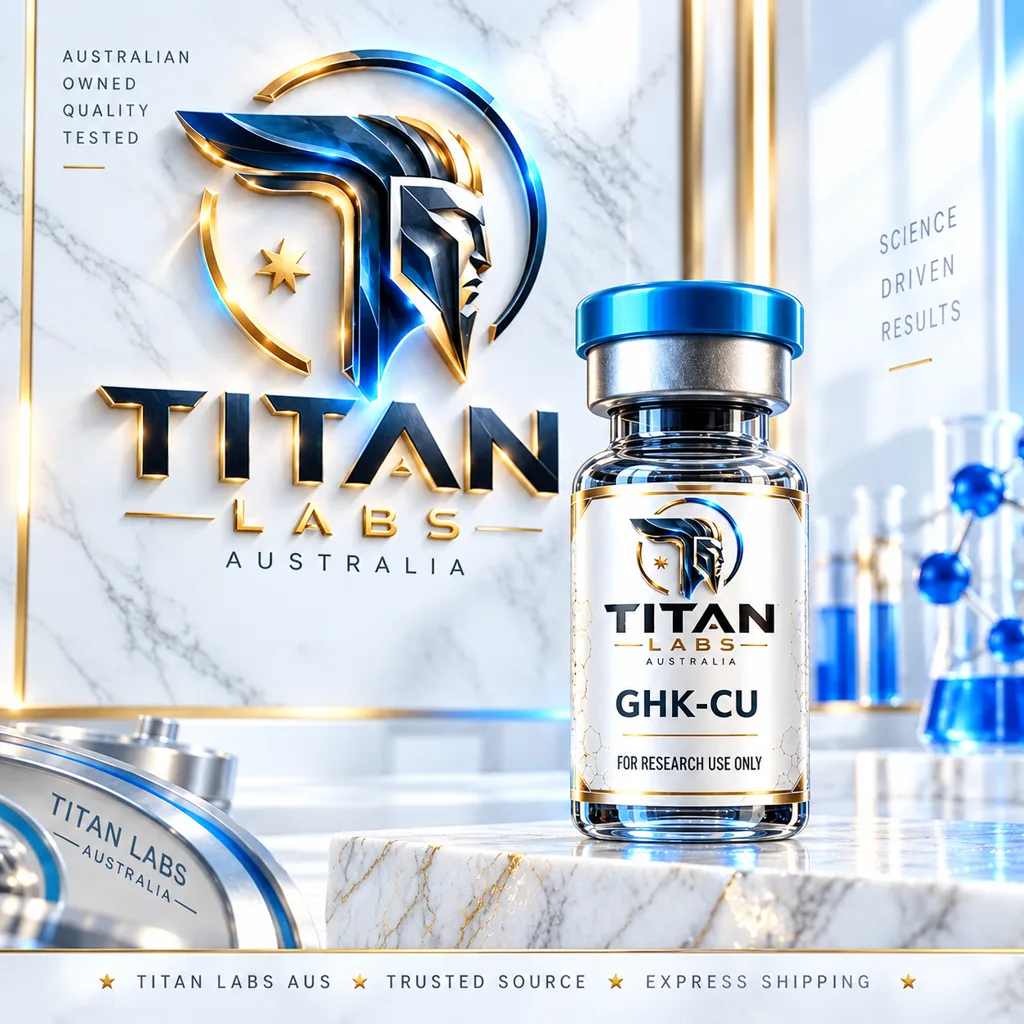 AUSTRALIAN
OWNED
QUALITY
TESTED
SCIENCE
DRIVEN
RESULTS
TITAN
LABS
AUSTRALIA
TITAN
LABS
AUSTRALIA
GHK-CU
FOR RESEARCH USE ONLY
TITAN LABS
AUSTRALIA
TITAN LABS AUS ★ TRUSTED SOURCE ★ EXPRESS SHIPPING